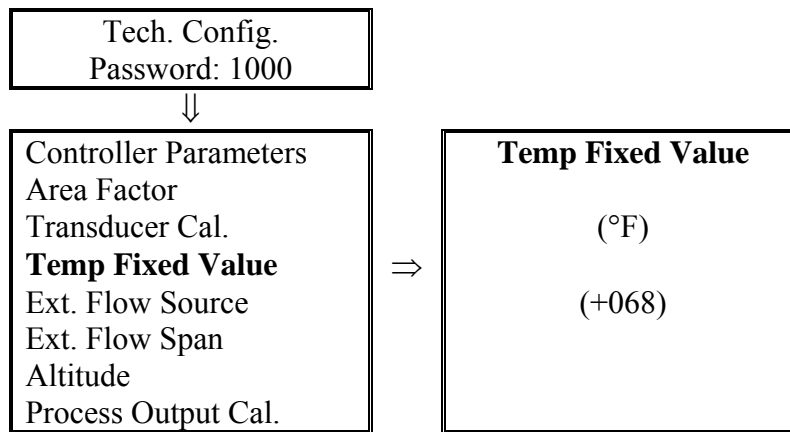 Tech. Config.
Password: 1000
⇓
Controller Parameters
Area Factor
Transducer Cal.
Temp Fixed Value
Ext. Flow Source
Ext. Flow Span
Altitude
Process Output Cal.
⇒
Temp Fixed Value
(°F)
(+068)